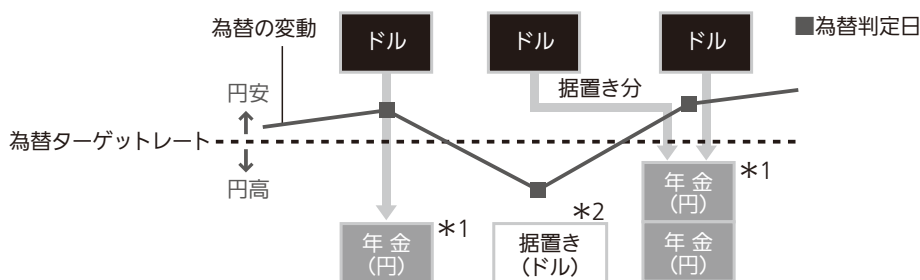 為替の変動
ドル
ドル
ドル
■為替判定日
据置き分
円安
為替ターゲットレート
円高
年金
(円)
*1
*2
据置き
(ドル)
年金
(円)
*1
年金
(円)